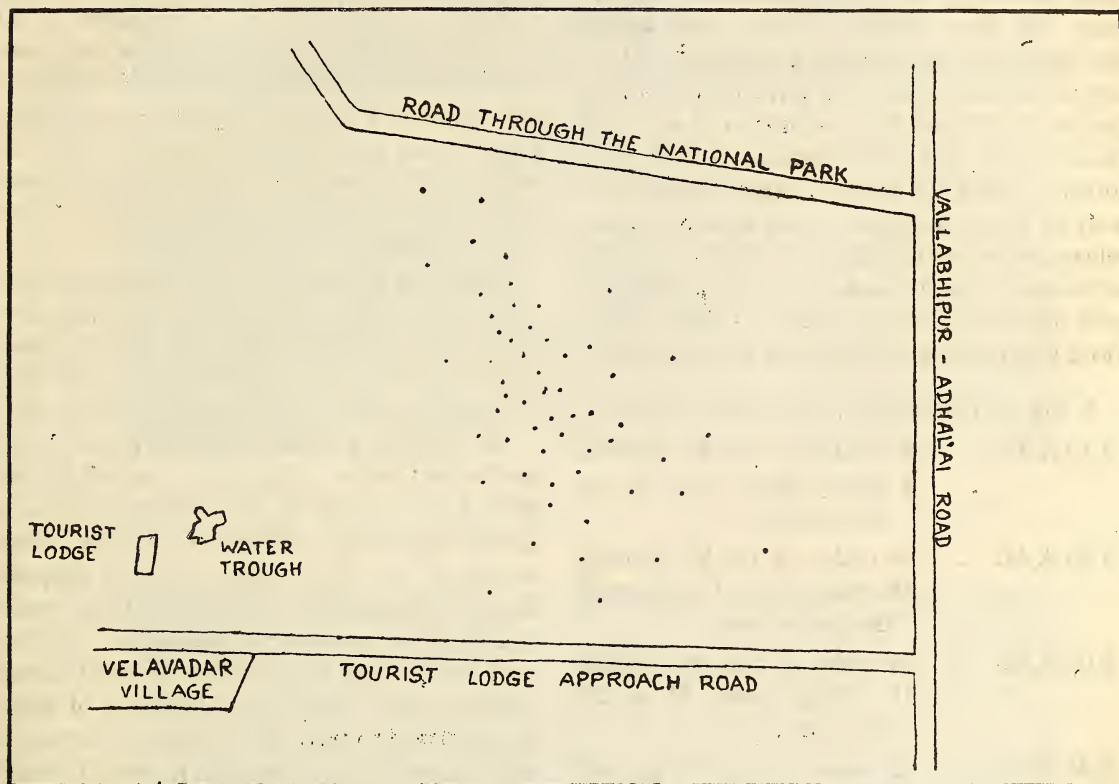 ROAD THROUGH THE NATIONAL PARK
VALLABHIPUR - ADHALAI ROAD
TOURIST
LODGE
WATER
TROUGH
VELAVADAR
VILLAGE
TOURIST LODGE APPROACH ROAD